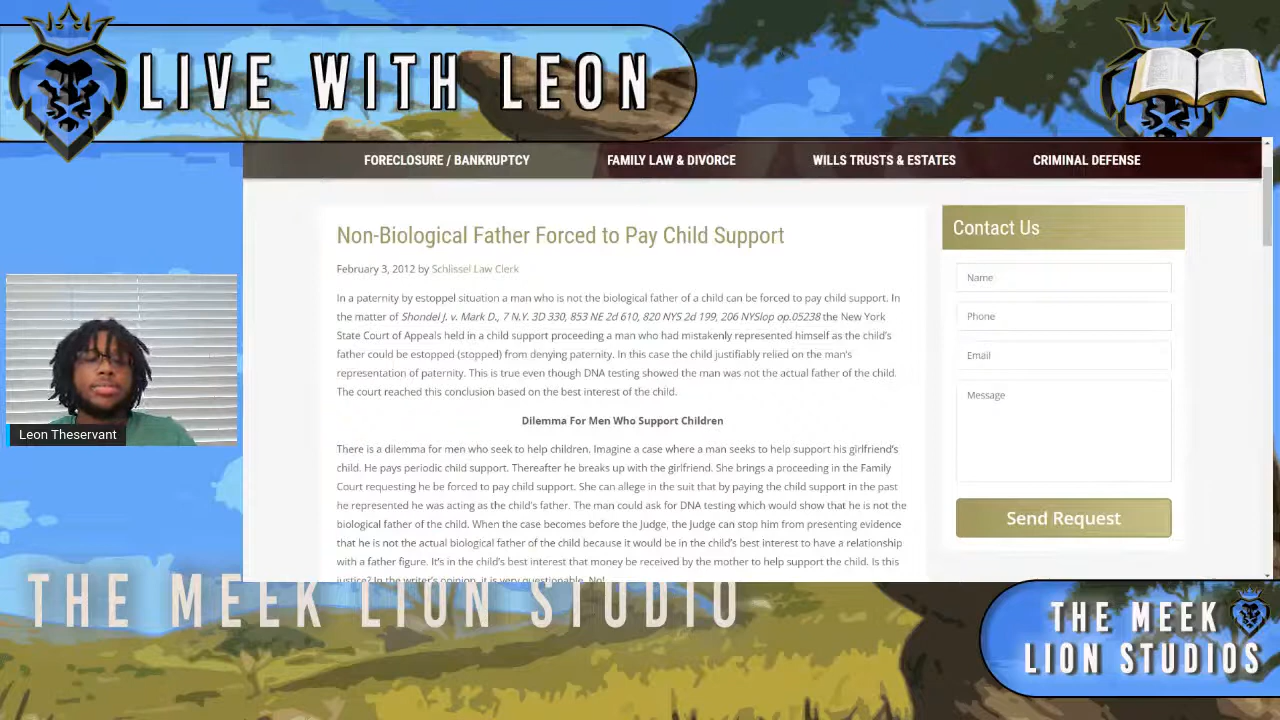 LIVE WITH LEON
FORECLOSURE / BANKRUPTCY
FAMILY LAW & DIVORCE
WILLS TRUSTS & ESTATES
CRIMINAL DEFENSE
Non-Biological Father Forced to Pay Child Support
February 3, 2012 by Schlissel Law Clerk
In a paternity by estoppel situation a man who is not the biological father of a child can be forced to pay child support. In
the matter of Shondel J. v. Mark D., 7 N.Y. 3D 330, 853 NE 2d 610, 820 NYS 2d 199, 206 NYSlop op.05238 the New York
State Court of Appeals held in a child support proceeding a man who had mistakenly represented himself as the child's
father could be estopped (stopped) from denying paternity. In this case the child justifiably relied on the man's
representation of paternity. This is true even though DNA testing showed the man was not the actual father of the child.
The court reached this conclusion based on the best interest of the child.
Dilemma For Men Who Support Children
There is a dilemma for men who seek to help children. Imagine a case where a man seeks to help support his girlfriend's
child. He pays periodic child support. Thereafter he breaks up with the girlfriend. She brings a proceeding in the Family
Court requesting he be forced to pay child support. She can allege in the suit that by paying the child support in the past
he represented he was acting as the child's father. The man could ask for DNA testing which would show that he is not the
biological father of the child. When the case becomes before the Judge, the Judge can stop him from presenting evidence
that he is not the actual biological father of the child because it would be in the child's best interest to have a relationship
with a father figure. It's in the child's best interest that money be received by the mother to help support the child. Is this
justice? In the writer's opinion, it is very questionable. No!
Contact Us
Name
Phone
Email
Message
Send Request
Leon Theservant
THE MEEK LION STUDIO
THE MEEK
LION STUDIOS